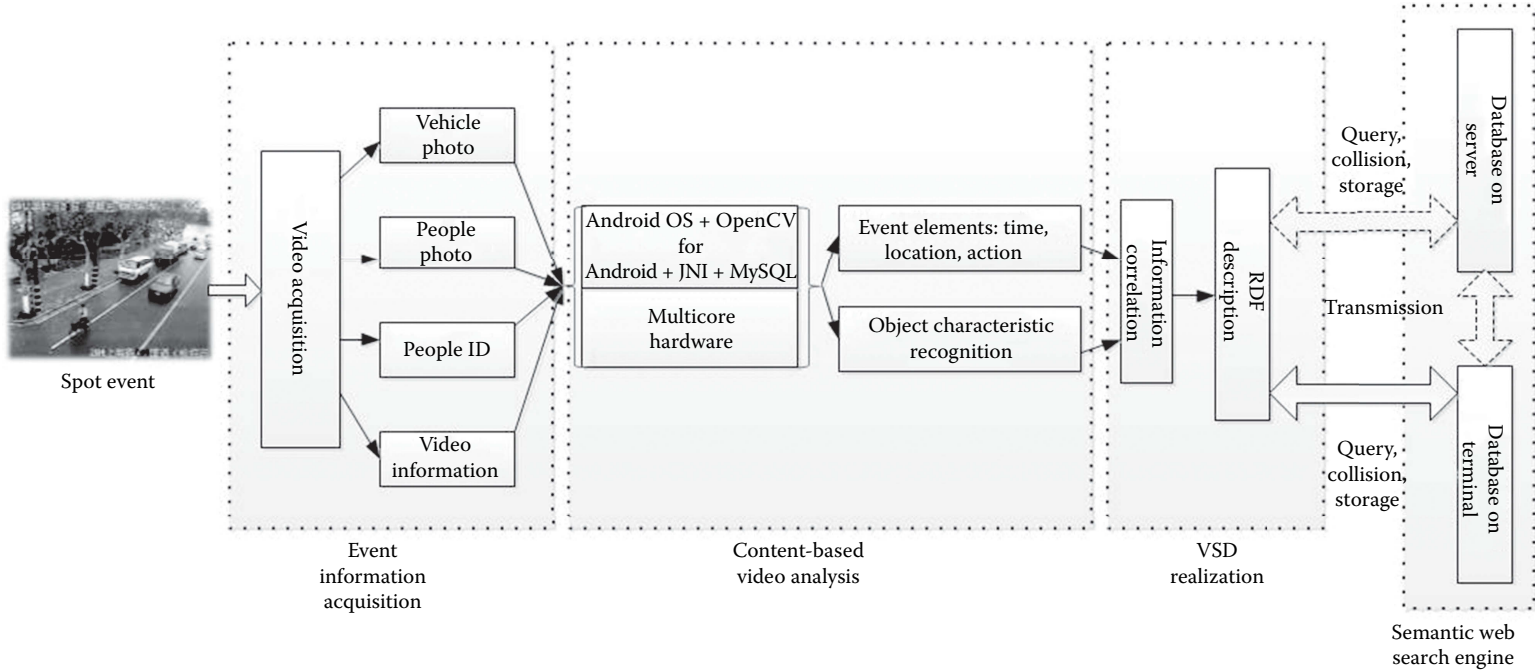 Spot event
Video acquisition
Vehicle
photo
People
photo
People ID
Video
information
Event
information
acquisition
Android OS + OpenCV
for
Android + JNI + MySQL
Multicore
hardware
Event elements: time,
location, action
Object characteristic
recognition
Content-based
video analysis
Information
correlation
RDF
description
VSD
realization
Query,
collision,
storage
Transmission
Query,
collision,
storage
Database on
server
Database on
terminal
Semantic web
search engine